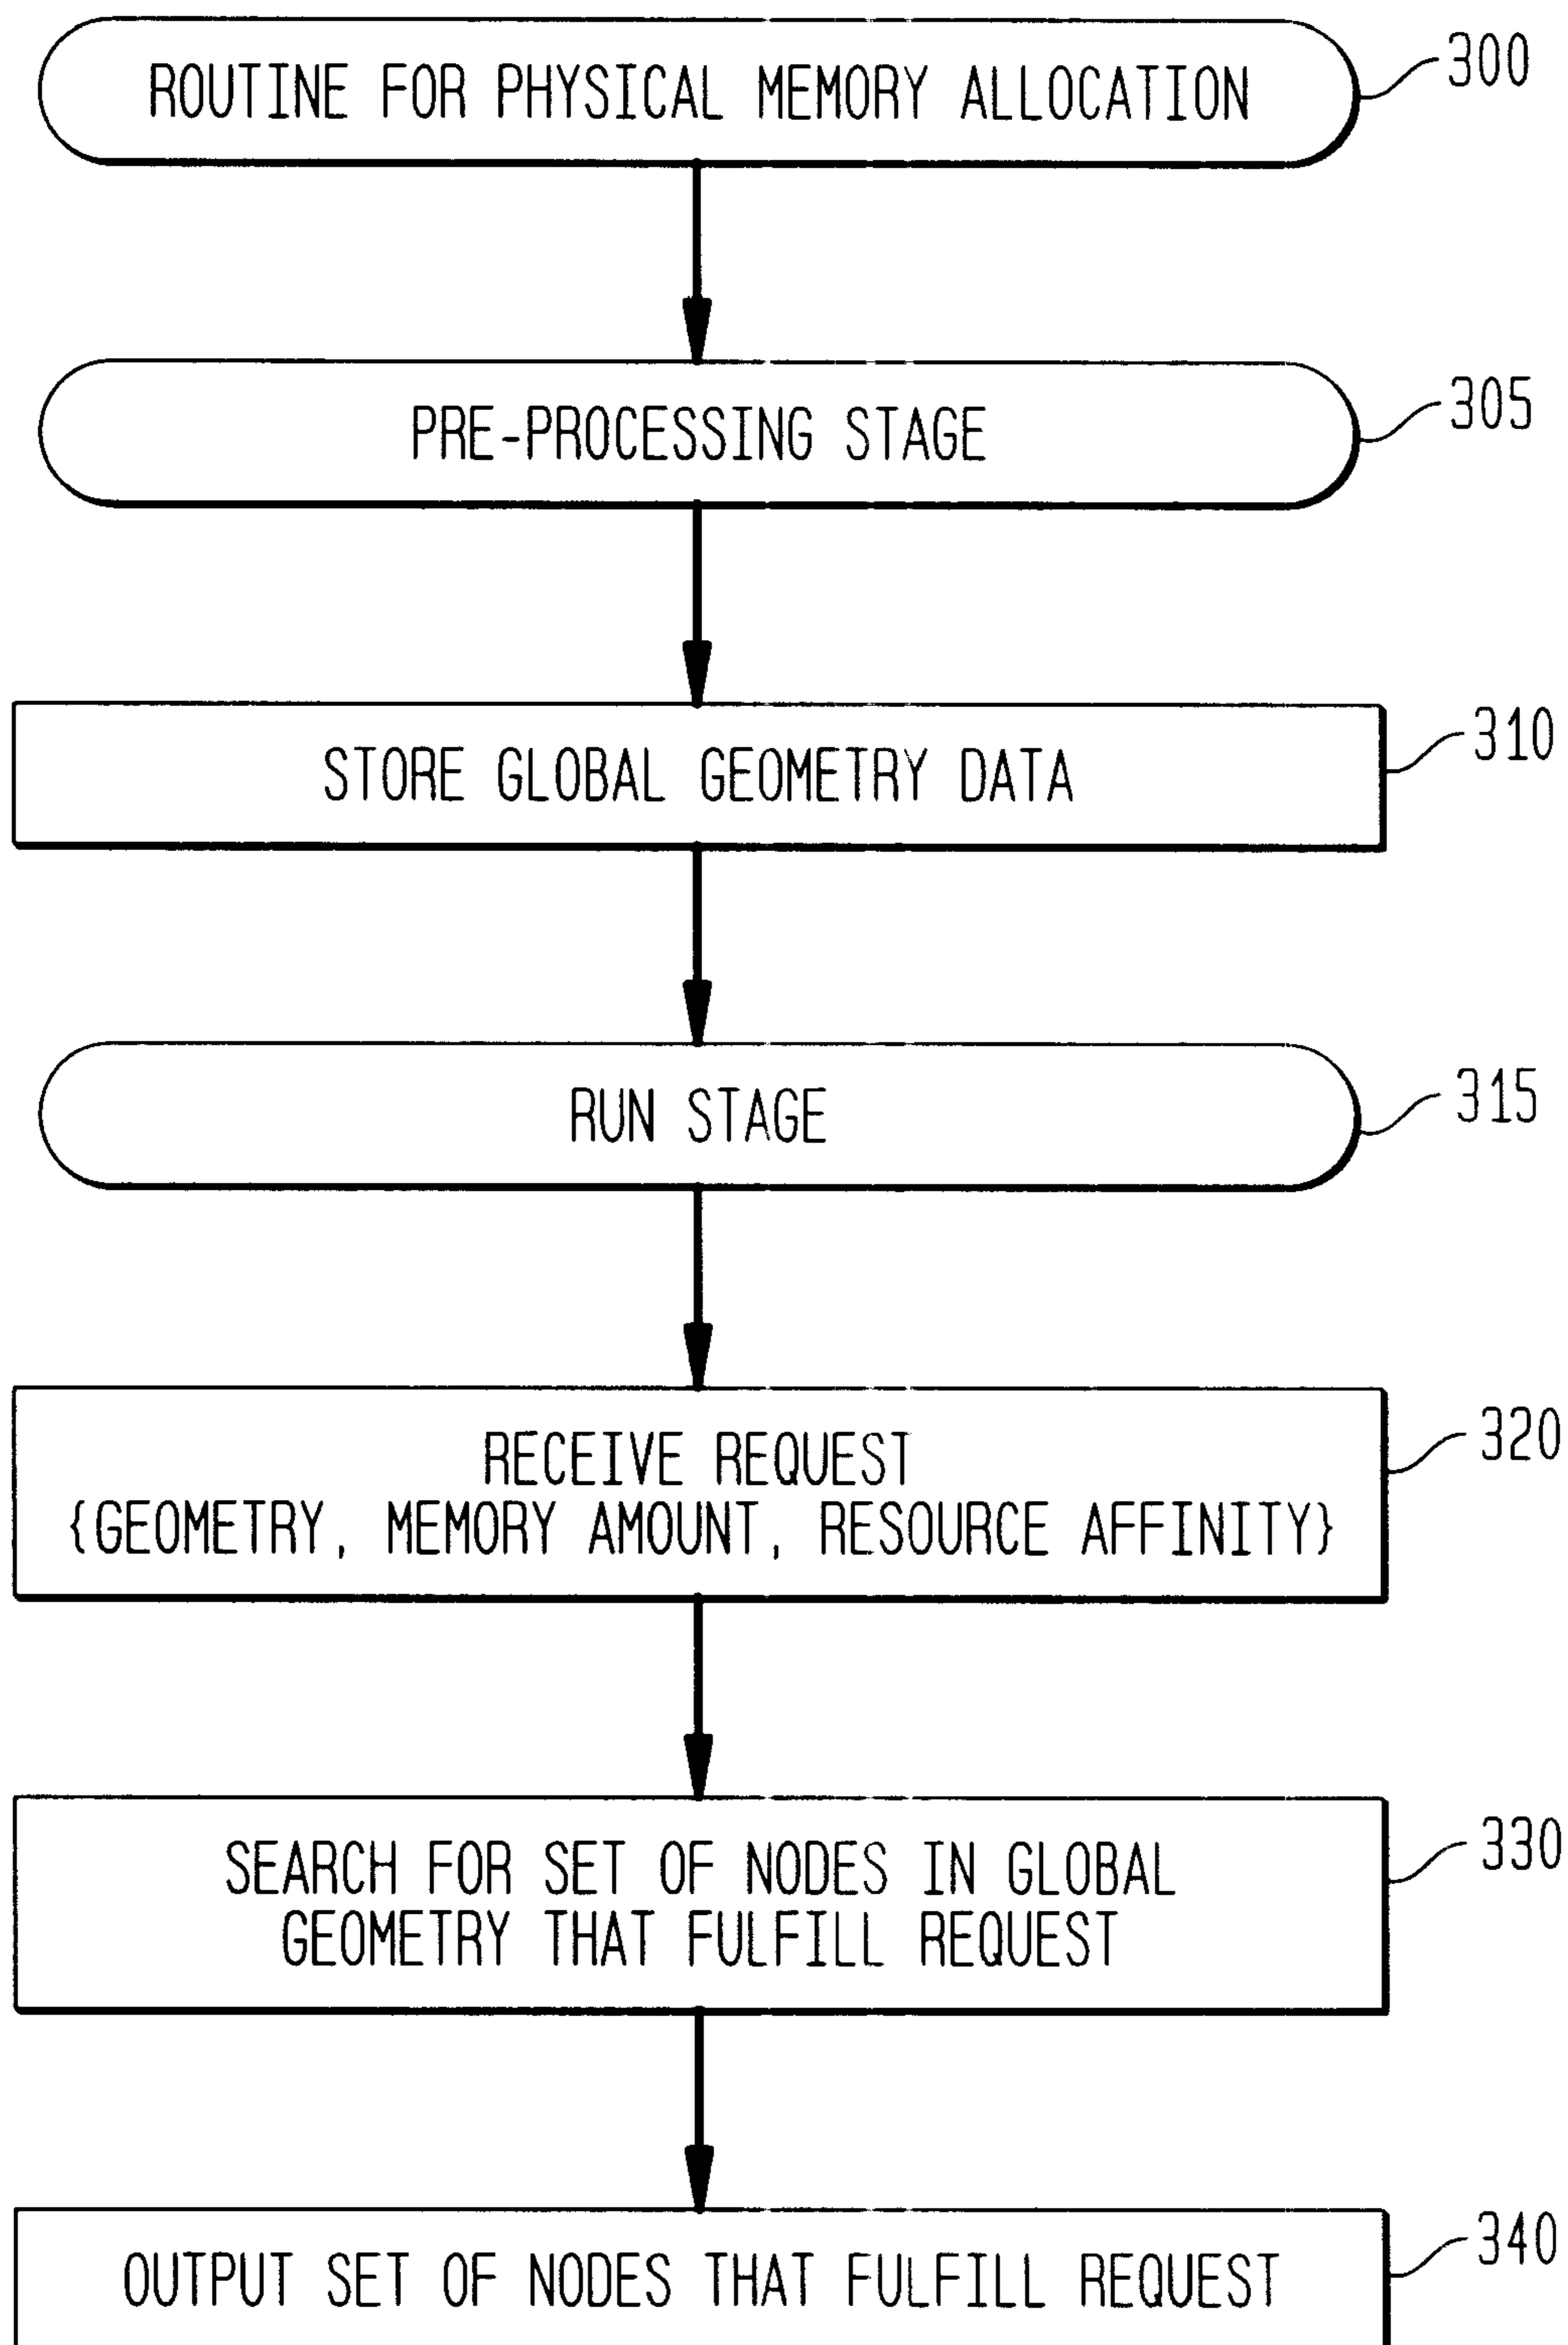 ROUTINE FOR PHYSICAL MEMORY ALLOCATION
300
PRE-PROCESSING STAGE
305
STORE GLOBAL GEOMETRY DATA
310
RUN STAGE
315
RECEIVE REQUEST
{GEOMETRY, MEMORY AMOUNT, RESOURCE AFFINITY}
320
SEARCH FOR SET OF NODES IN GLOBAL
GEOMETRY THAT FULFILL REQUEST
330
OUTPUT SET OF NODES THAT FULFILL REQUEST
340